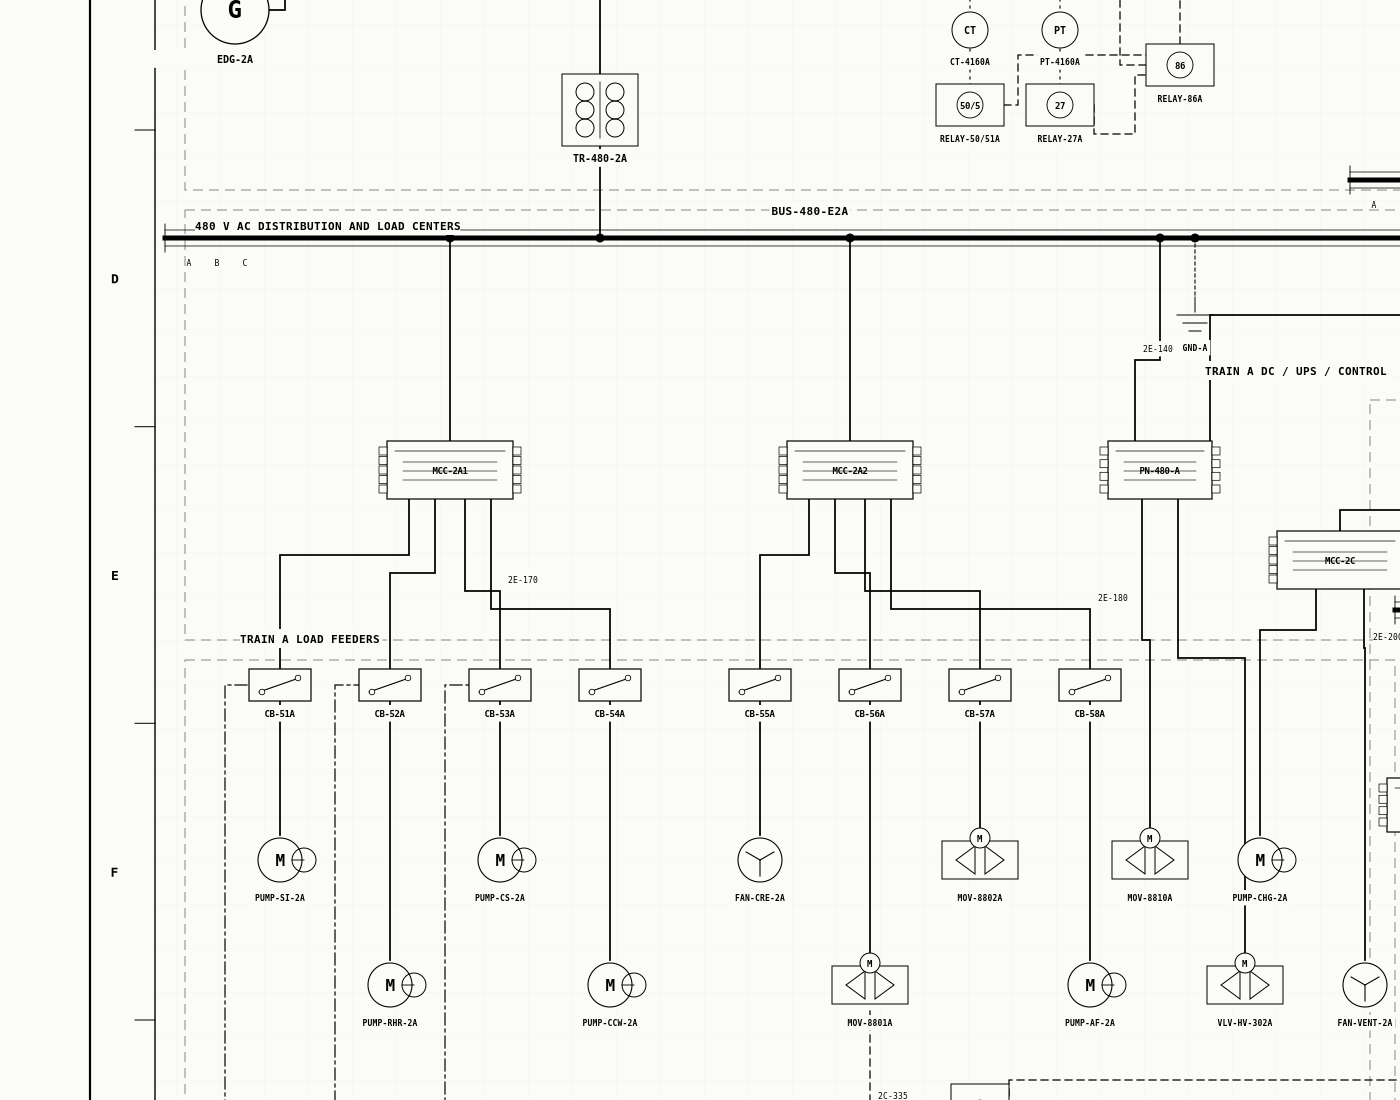 G
EDG-2A
CT
PT
CT-4160A
PT-4160A
86
RELAY-86A
50/5
27
RELAY-50/51A
RELAY-27A
TR-480-2A
A
BUS-480-E2A
480 V AC DISTRIBUTION AND LOAD CENTERS
A B C
D
2E-140
GND-A
TRAIN A DC / UPS / CONTROL
MCC-2A1
MCC-2A2
PN-480-A
MCC-2C
E
2E-170
2E-180
TRAIN A LOAD FEEDERS
2E-200
CB-51A
CB-52A
CB-53A
CB-54A
CB-55A
CB-56A
CB-57A
CB-58A
M
M
M
M
M
F
PUMP-SI-2A
PUMP-CS-2A
FAN-CRE-2A
MOV-8802A
MOV-8810A
PUMP-CHG-2A
M
M
M
M
M
PUMP-RHR-2A
PUMP-CCW-2A
MOV-8801A
PUMP-AF-2A
VLV-HV-302A
FAN-VENT-2A
2C-335